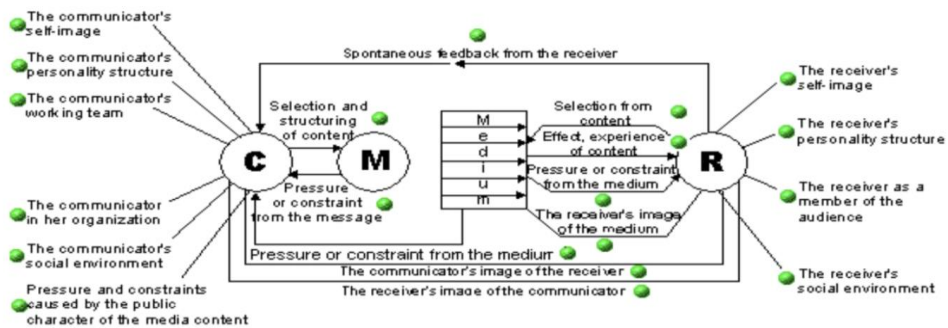 The communicator's
self-image
The communicator's
personality structure
The communicator's
working team
The communicator
in her organization
The communicator's
social environment
Pressure and constraints
caused by the public
character of the media content
Spontaneous feedback from the receiver
Selection and
structuring
of content
C
M
Pressure
or constraint
from the message
M
e
d
i
u
m
Selection from
content
Effect, experience
of content
Pressure or constraint
from the medium
The receiver's image
of the medium
R
The receiver's
self-image
The receiver's
personality structure
The receiver as a
member of the
audience
The receiver's
social environment
Pressure or constraint from the medium
The communicator's image of the receiver
The receiver's image of the communicator